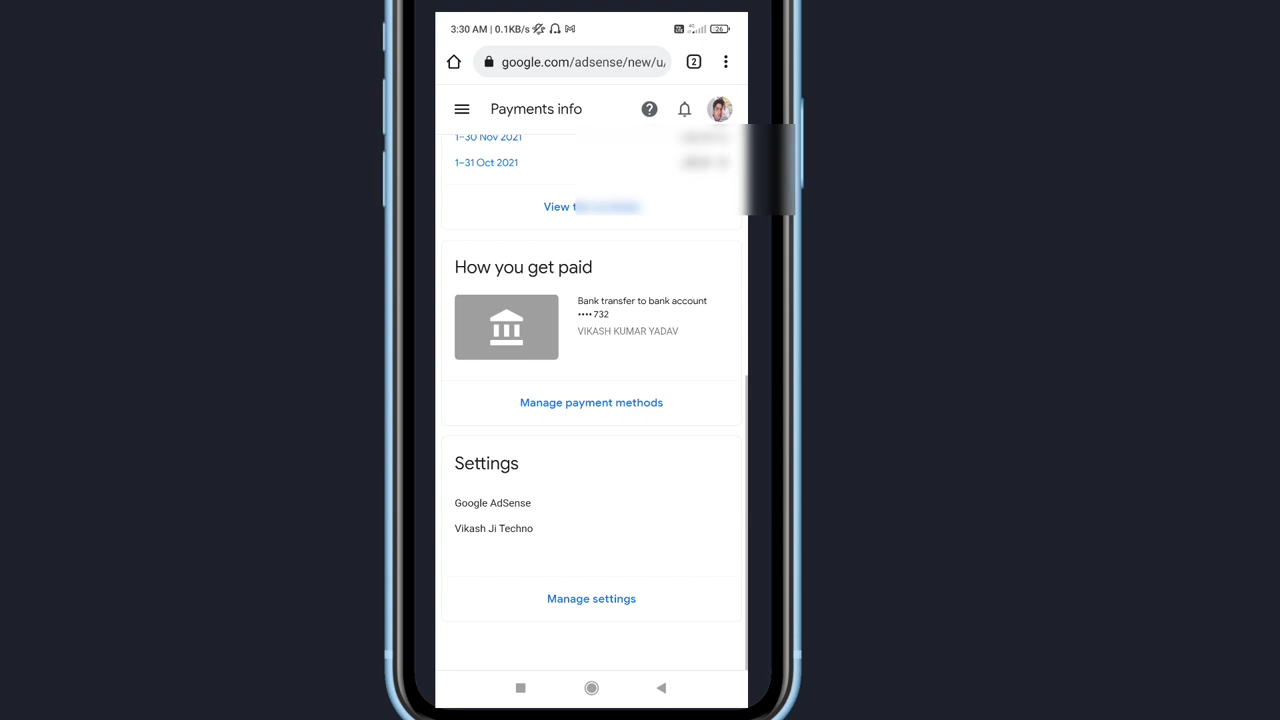 3:30 AM | 0.1KB/s
26
google.com/adsense/new/u/
2
Payments info
1–30 Nov 2021
1–31 Oct 2021
View
How you get paid
Bank transfer to bank account
•••• 732
VIKASH KUMAR YADAV
Manage payment methods
Settings
Google AdSense
Vikash Ji Techno
Manage settings